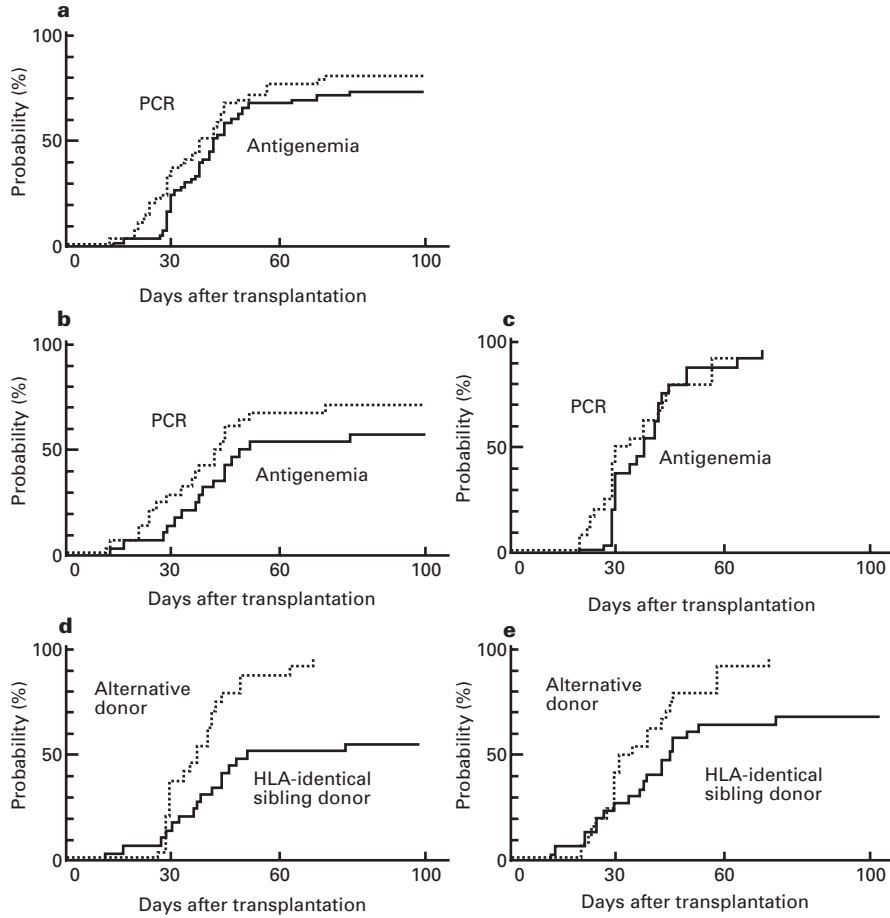 a
100
50
0
Probability (%)
PCR
Antigenemia
0 30 60 100
Days after transplantation
b
100
50
0
Probability (%)
PCR
Antigenemia
0 30 60 100
Days after transplantation
c
100
50
0
Probability (%)
PCR
Antigenemia
0 30 60 100
Days after transplantation
d
100
50
0
Probability (%)
Alternative
donor
HLA-identical
sibling donor
0 30 60 100
Days after transplantation
e
100
50
0
Probability (%)
Alternative
donor
HLA-identical
sibling donor
0 30 60 100
Days after transplantation